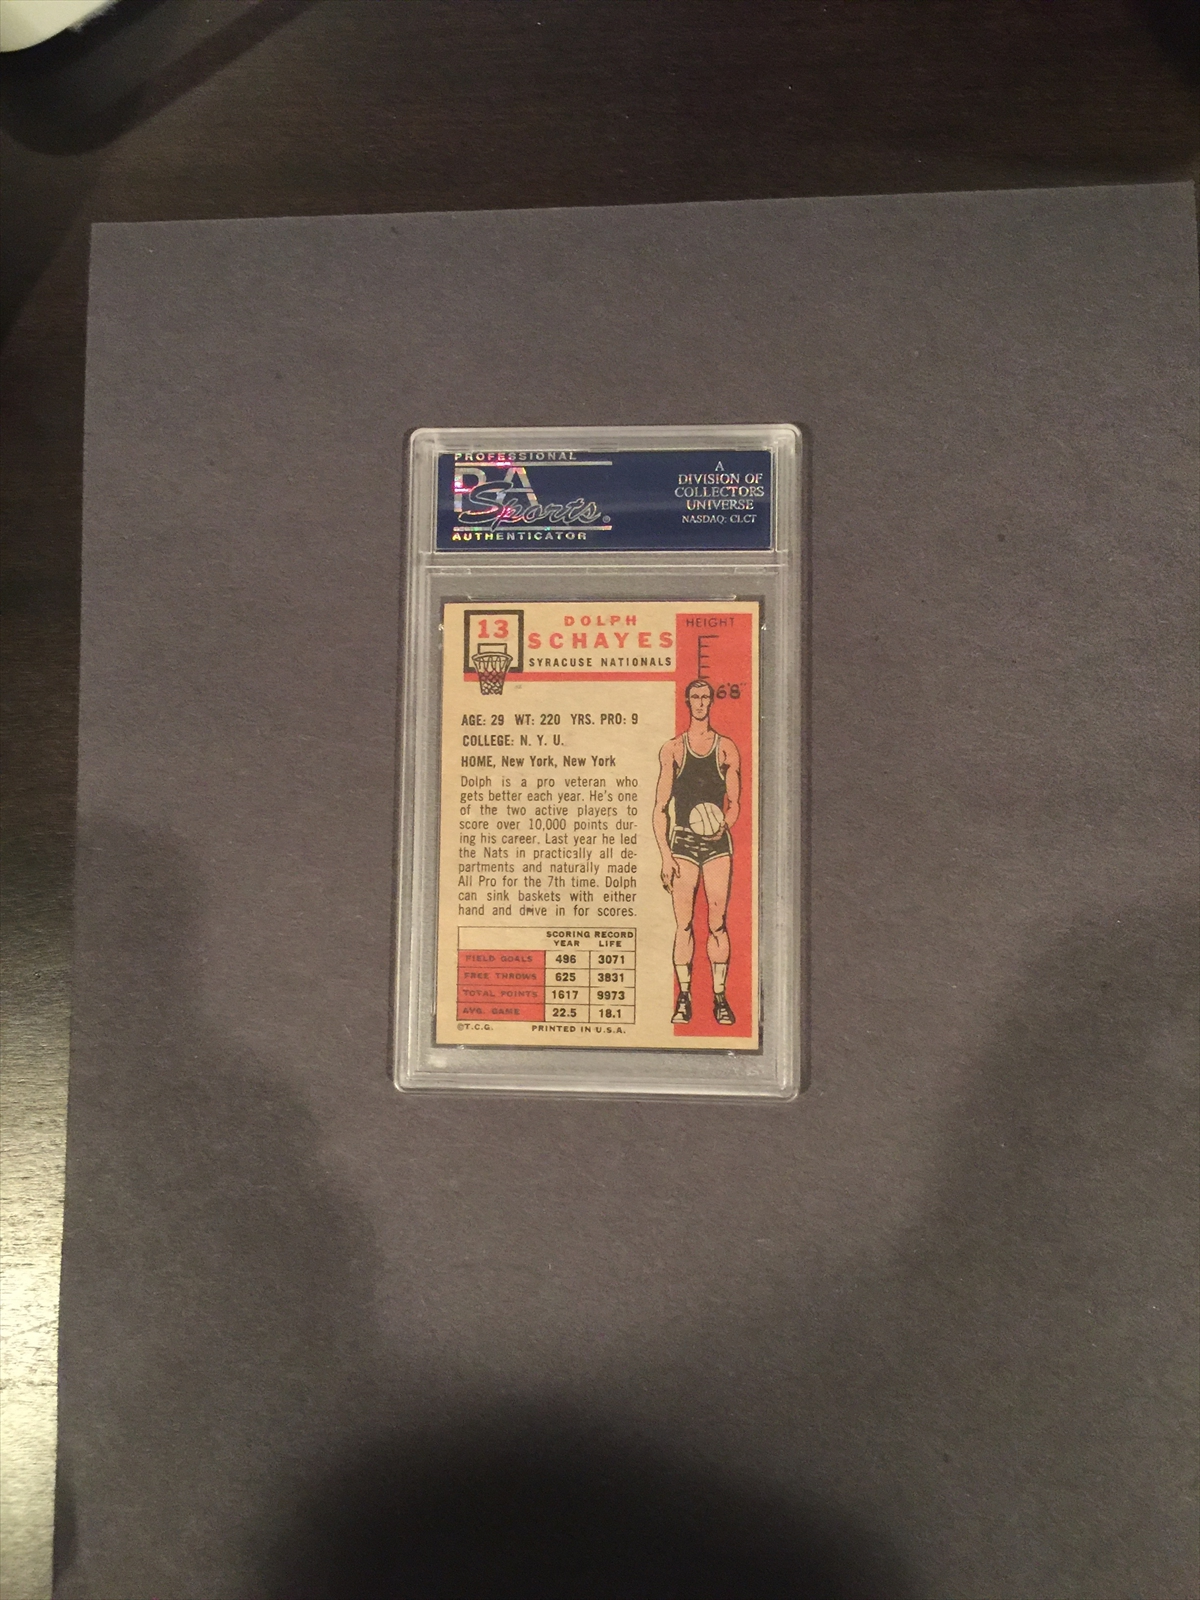 PROFESSIONAL
PSA
Sports®
AUTHENTICATOR
A
DIVISION OF
COLLECTORS
UNIVERSE
NASDAQ: CLCT
13
DOLPH
SCHAYES
SYRACUSE NATIONALS
HEIGHT
6'8"
AGE: 29 WT: 220 YRS. PRO: 9
COLLEGE: N. Y. U.
HOME, New York, New York
Dolph is a pro veteran who
gets better each year. He's one
of the two active players to
score over 10,000 points dur-
ing his career. Last year he led
the Nats in practically all de-
partments and naturally made
All Pro for the 7th time. Dolph
can sink baskets with either
hand and drive in for scores.
SCORING RECORD
YEAR LIFE
FIELD GOALS 496 3071
FREE THROWS 625 3831
TOTAL POINTS 1617 9973
AVG. GAME 22.5 18.1
©T.C.G. PRINTED IN U.S.A.